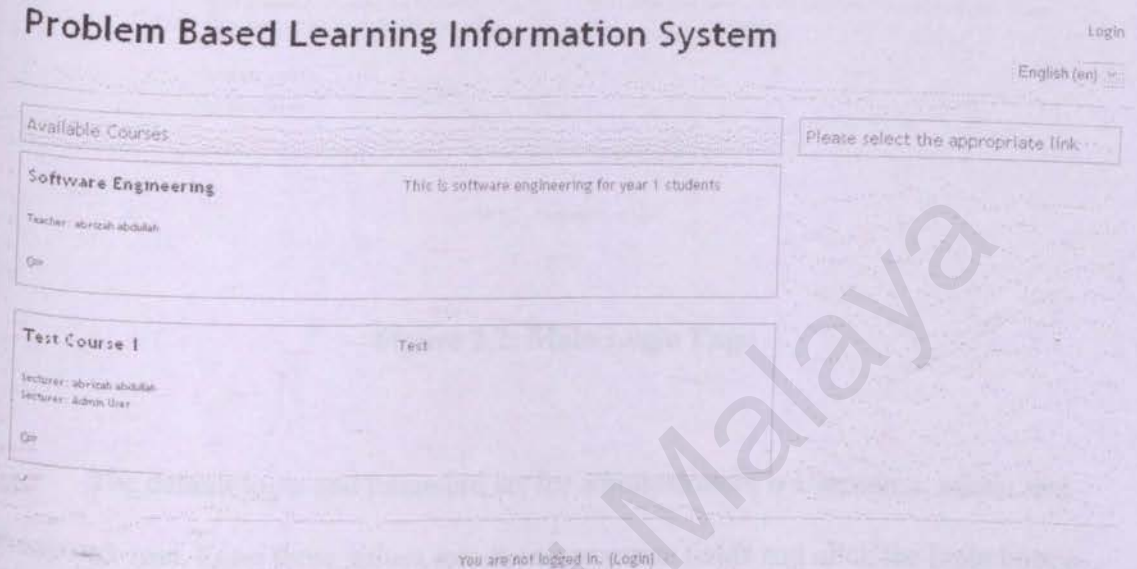 Problem Based Learning Information System
Login
English (en)
Available Courses
Please select the appropriate link
Software Engineering
This is software engineering for year 1 students
Teacher: abrizah abdullah
Test Course 1
Test
Lecturer: abrizah abdullah
Lecturer: Admin User
Malaya
You are not logged in. (Login)